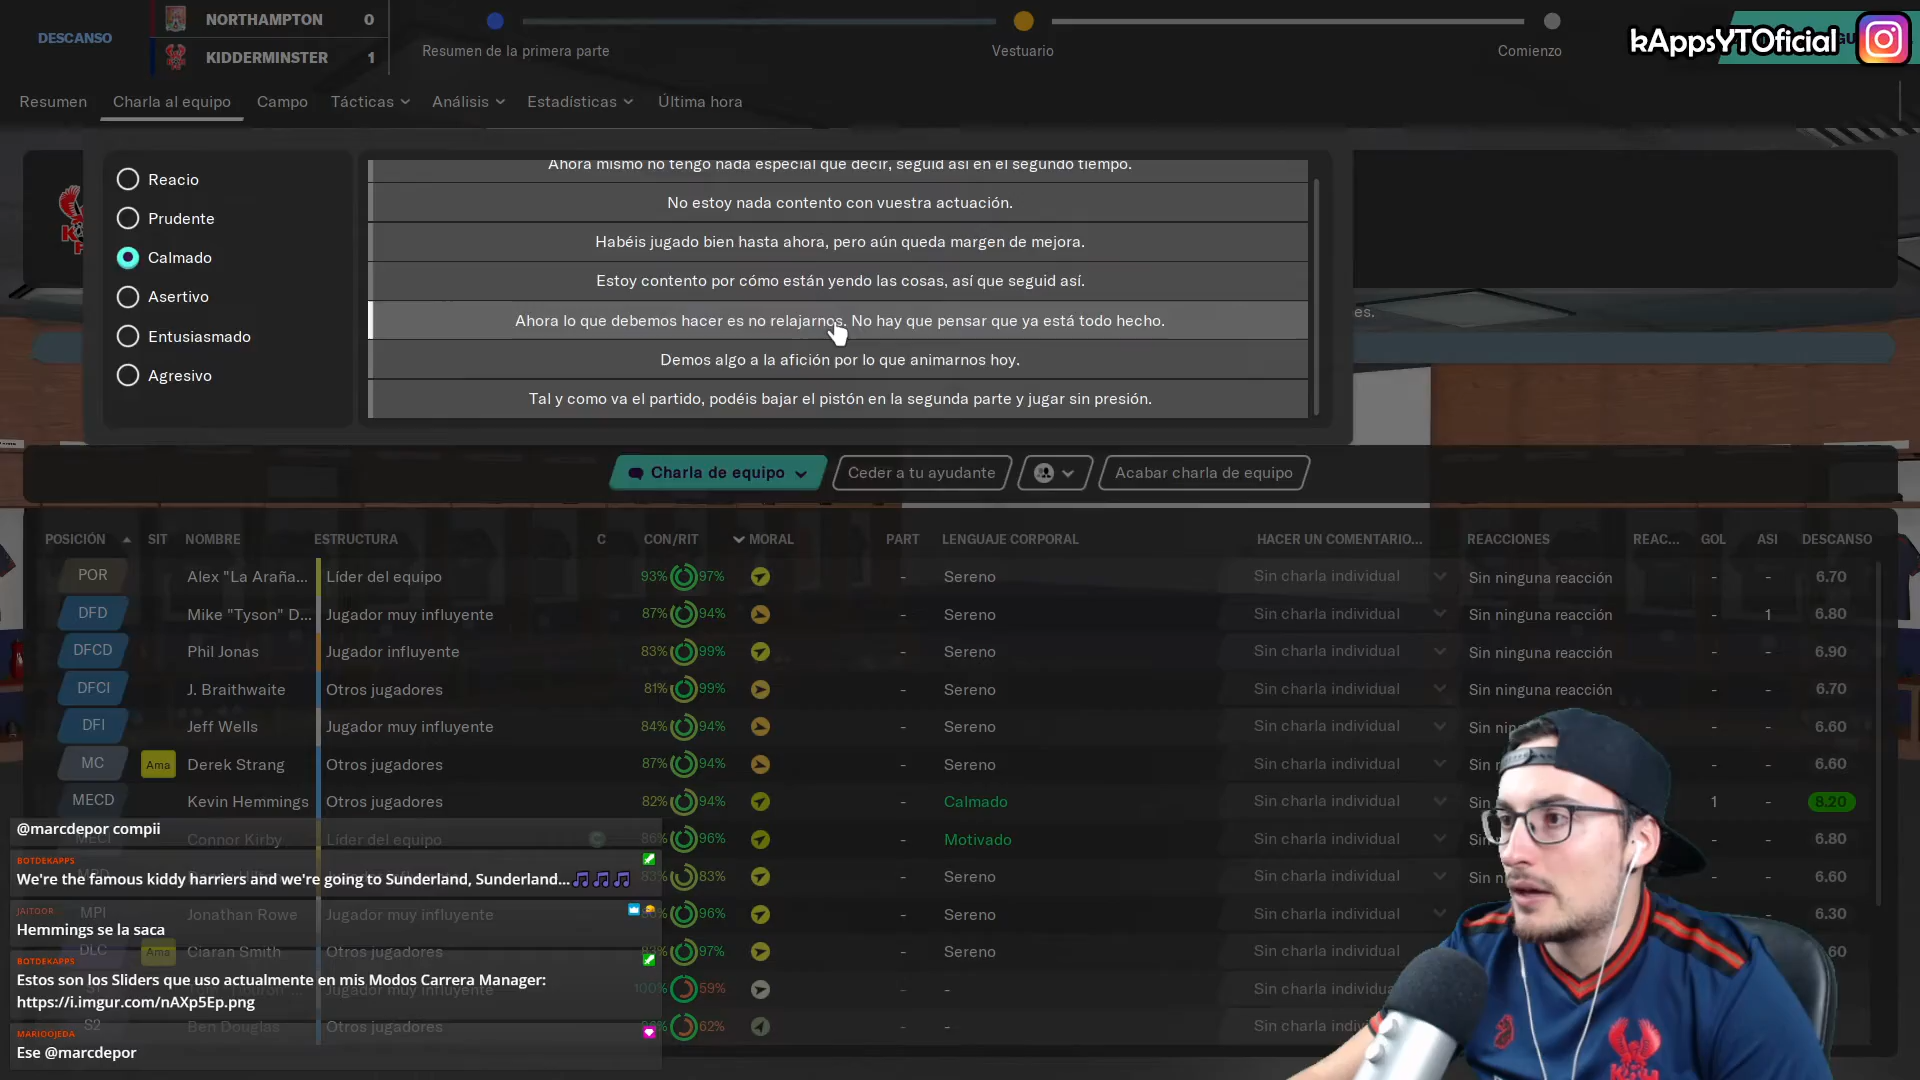 DESCANSO
NORTHAMPTON 0
KIDDERMINSTER 1
Resumen de la primera parte
Vestuario
Comienzo
kAppsYTOficial
Resumen
Charla al equipo
Campo
Tácticas
Análisis
Estadísticas
Última hora
Reacio
Prudente
Calmado
Asertivo
Entusiasmado
Agresivo
Ahora mismo no tengo nada especial que decir, seguid así en el segundo tiempo.
No estoy nada contento con vuestra actuación.
Habéis jugado bien hasta ahora, pero aún queda margen de mejora.
Estoy contento por cómo están yendo las cosas, así que seguid así.
Ahora lo que debemos hacer es no relajarnos. No hay que pensar que ya está todo hecho.
Demos algo a la afición por lo que animarnos hoy.
Tal y como va el partido, podéis bajar el pistón en la segunda parte y jugar sin presión.
Charla de equipo
Ceder a tu ayudante
Acabar charla de equipo
POSICIÓN SIT NOMBRE ESTRUCTURA C CON/RIT MORAL PART LENGUAJE CORPORAL HACER UN COMENTARIO... REACCIONES REAC... GOL ASI DESCANSO
POR Alex "La Araña... Líder del equipo 93% 97% - Sereno Sin charla individual Sin ninguna reacción - - 6.70
DFD Mike "Tyson" D... Jugador muy influyente 87% 94% - Sereno Sin charla individual Sin ninguna reacción - 1 6.80
DFCD Phil Jonas Jugador influyente 83% 99% - Sereno Sin charla individual Sin ninguna reacción - - 6.90
DFCI J. Braithwaite Otros jugadores 81% 99% - Sereno Sin charla individual Sin ninguna reacción - - 6.70
DFI Jeff Wells Jugador muy influyente 84% 94% - Sereno Sin charla individual Sin - - 6.60
MC Ama Derek Strang Otros jugadores 87% 94% - Sereno Sin charla individual Sin - - 6.60
MECD Kevin Hemmings Otros jugadores 82% 94% - Calmado Sin charla individual Sin 1 - 8.20
MECI Connor Kirby Líder del equipo 86% 96% - Motivado Sin charla individual Sin - - 6.80
83% 83% - Sereno Sin charla individual Sin - - 6.60
MPI Jonathan Rowe Jugador muy influyente 96% - Sereno Sin charla individual - - 6.30
DLC Ama Ciaran Smith Otros jugadores 83% 97% - Sereno Sin charla individual
100% 59% - - Sin charla
S2 Ben Douglas Otros jugadores 62% - - Sin charla
@marcdepor compii
BOTDEKAPPS
We're the famous kiddy harriers and we're going to Sunderland, Sunderland...
JAITOOR
Hemmings se la saca
BOTDEKAPPS
Estos son los Sliders que uso actualmente en mis Modos Carrera Manager:
https://i.imgur.com/nAXp5Ep.png
MARIOOJEDA
Ese @marcdepor